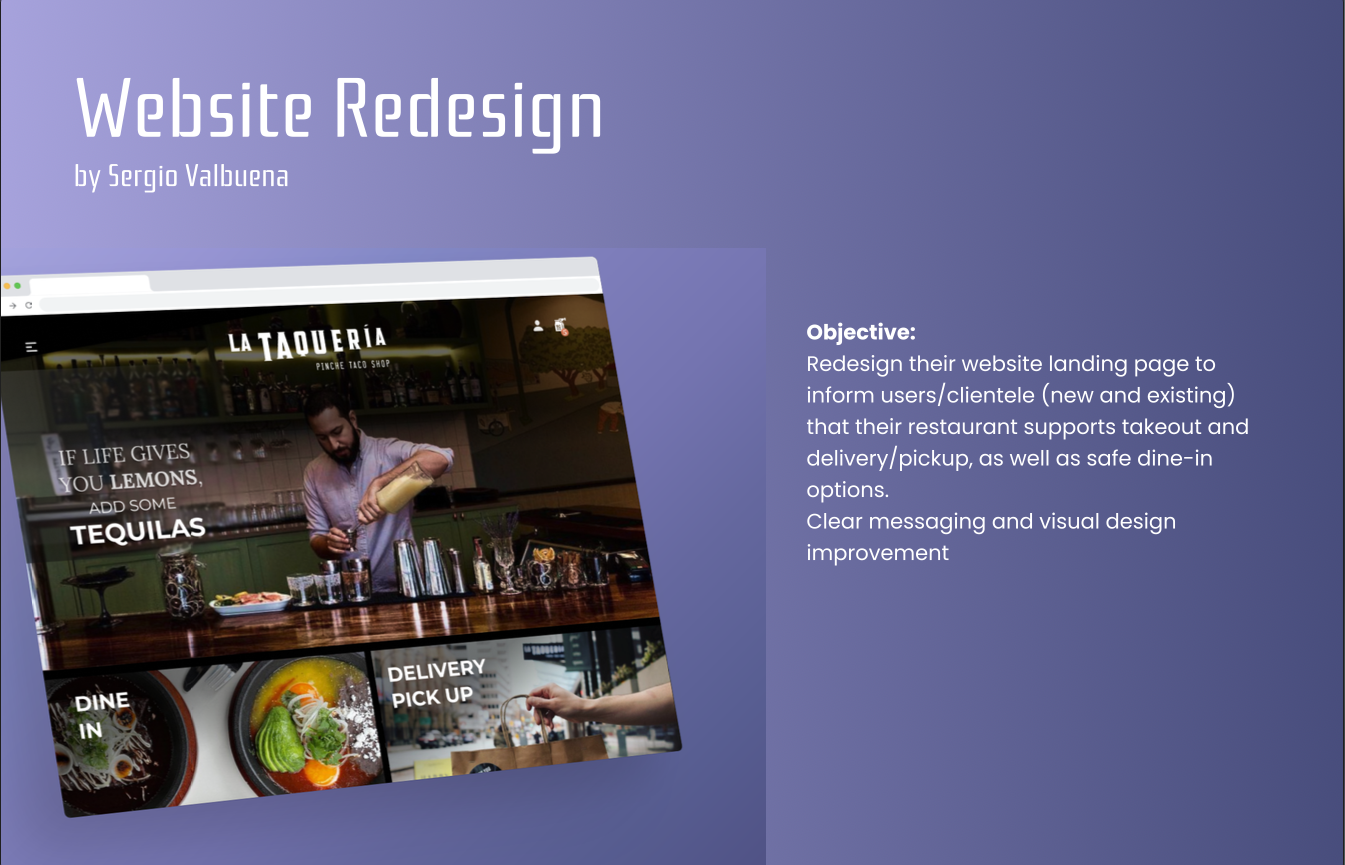 Website Redesign
by Sergio Valbuena
LA TAQUERÍA
PINCHE TACO SHOP
IF LIFE GIVES
YOU LEMONS,
ADD SOME
TEQUILAS
DINE
IN
DELIVERY
PICK UP
Objective:
Redesign their website landing page to
inform users/clientele (new and existing)
that their restaurant supports takeout and
delivery/pickup, as well as safe dine-in
options.
Clear messaging and visual design
improvement